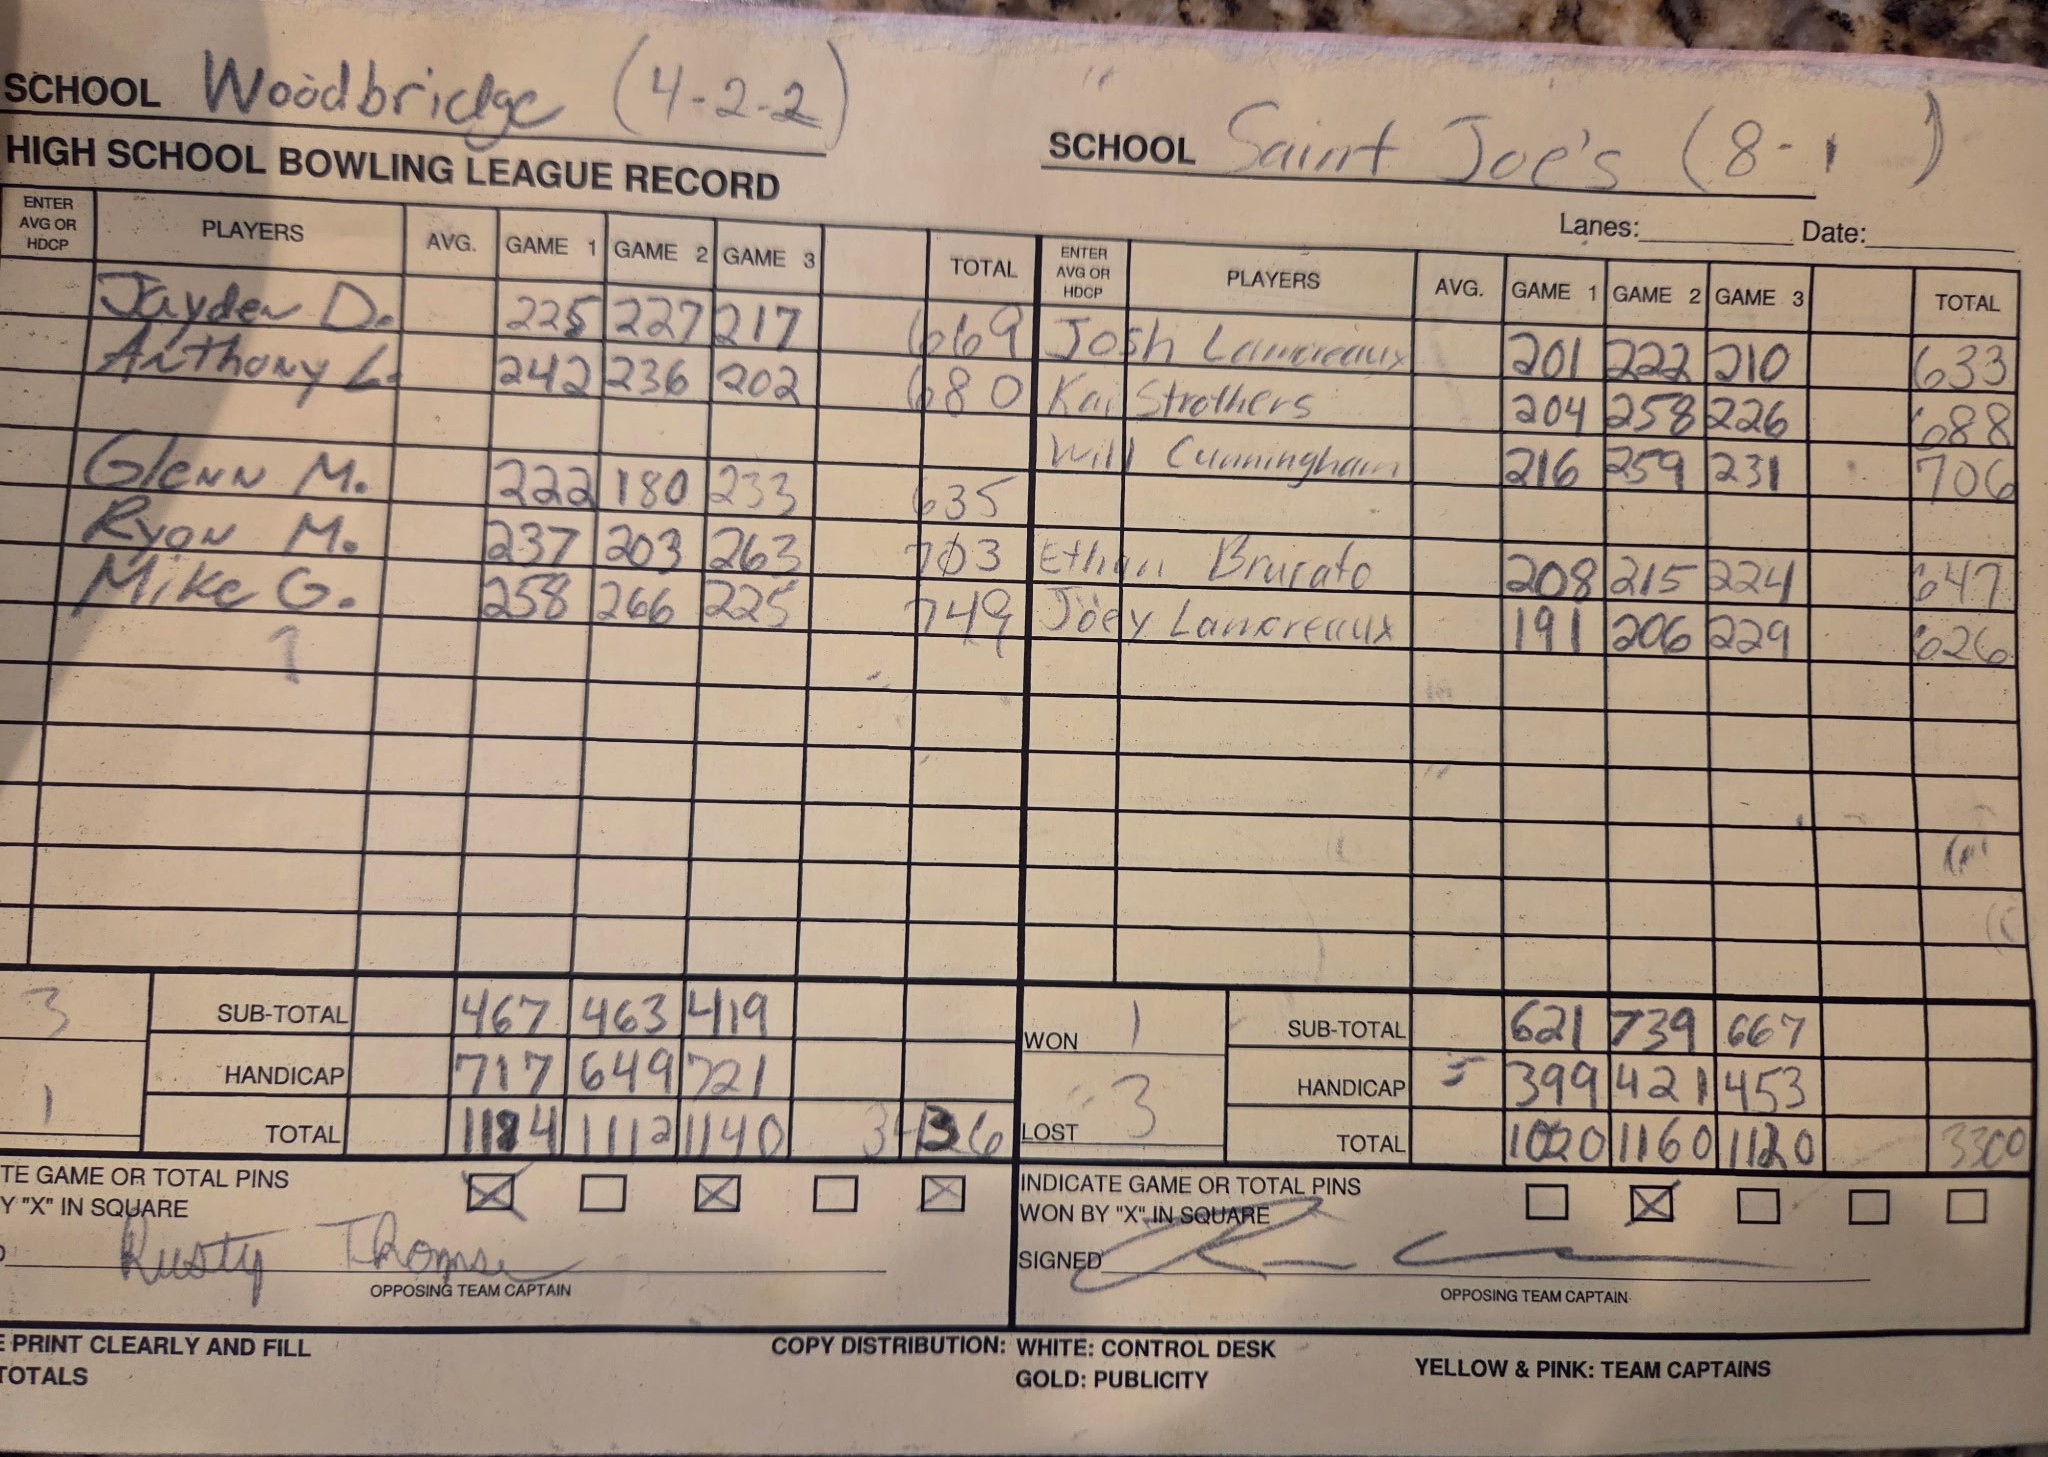 SCHOOL Woodbridge (4-2-2)
SCHOOL Saint Joe's (8-1 )
HIGH SCHOOL BOWLING LEAGUE RECORD
Lanes: Date:
ENTER AVG OR HDCP PLAYERS AVG. GAME 1 GAME 2 GAME 3 TOTAL ENTER AVG OR HDCP PLAYERS AVG. GAME 1 GAME 2 GAME 3 TOTAL
Jayden D. 225 227 217 669 Josh Lamoreaux 201 222 210 633
Anthony L. 242 236 202 680 Kai Strothers 204 258 226 688
Will Cunningham 216 259 231 706
Glenn M. 222 180 233 635
Ryan M. 237 203 263 703 Ethan Brucato 208 215 224 647
Mike G. 258 266 225 749 Joey Lamoreaux 191 206 229 626
3 SUB-TOTAL 467 463 419 WON 1 SUB-TOTAL 621 739 667
HANDICAP 717 649 721 HANDICAP 399 421 453
1 TOTAL 1184 1112 1140 3436 LOST 3 TOTAL 1020 1160 1120 3300
TE GAME OR TOTAL PINS
Y "X" IN SQUARE
INDICATE GAME OR TOTAL PINS
WON BY "X" IN SQUARE
Rusty
OPPOSING TEAM CAPTAIN
SIGNED
OPPOSING TEAM CAPTAIN
E PRINT CLEARLY AND FILL
TOTALS
COPY DISTRIBUTION: WHITE: CONTROL DESK
GOLD: PUBLICITY
YELLOW & PINK: TEAM CAPTAINS